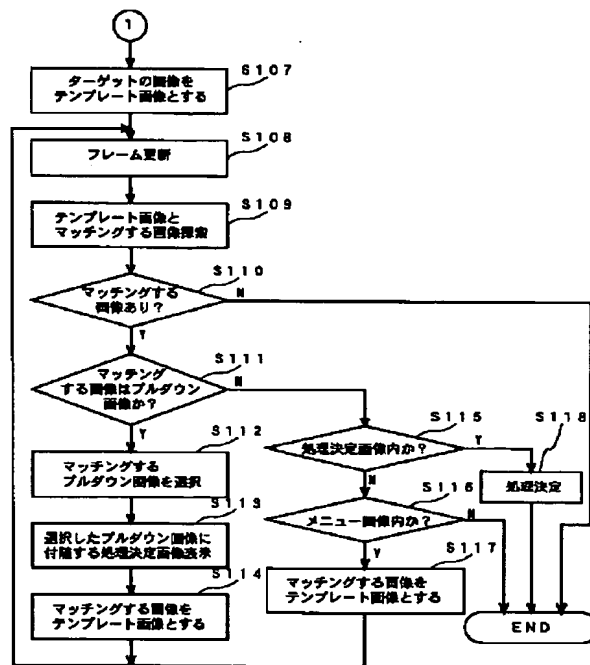 1
S107
ターゲットの画像を
テンプレート画像とする
S108
フレーム更新
S109
テンプレート画像と
マッチングする画像探索
S110
マッチングする
画像あり?
N
Y
S111
マッチング
する画像はプルダウン
画像か?
N
Y
S112
マッチングする
プルダウン画像を選択
S113
選択したプルダウン画像に
付随する処理決定画像表示
S114
マッチングする画像を
テンプレート画像とする
S115
処理決定画像内か?
Y
N
S116
メニュー画像内か?
N
Y
S117
マッチングする画像を
テンプレート画像とする
S118
処理決定
END